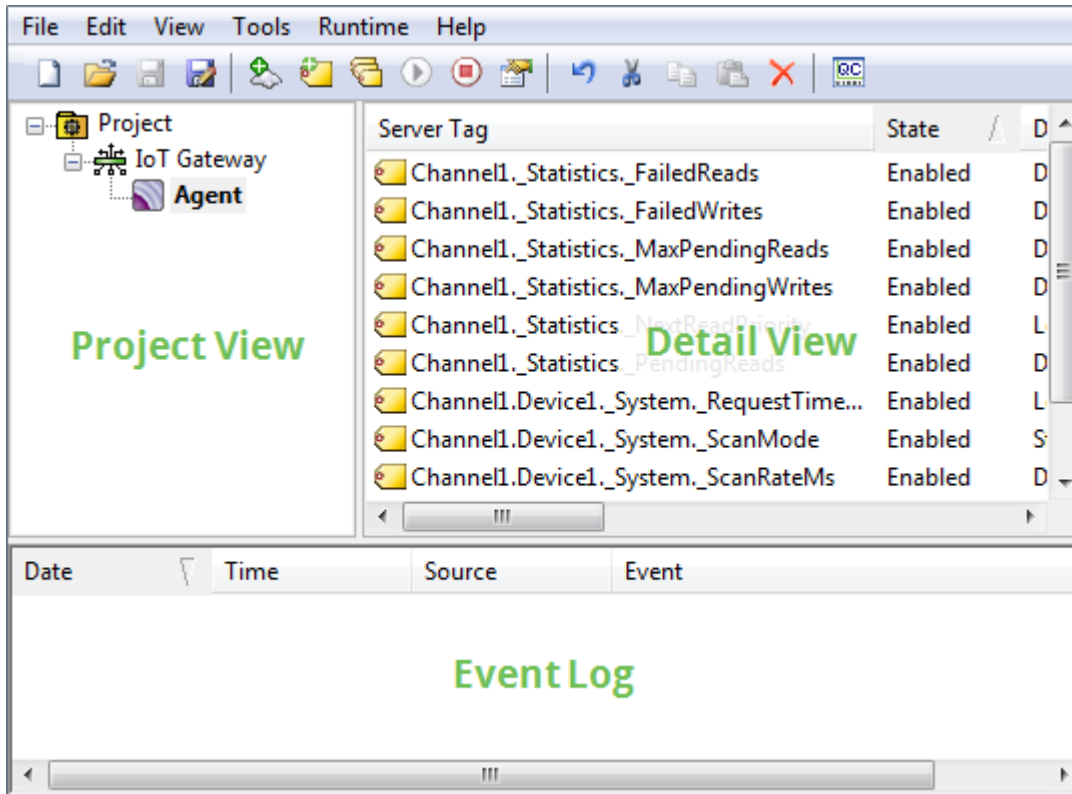 File Edit View Tools Runtime Help
QC
Project
IoT Gateway
Agent
Project View
Server Tag State D
Channel1._Statistics._FailedReads Enabled D
Channel1._Statistics._FailedWrites Enabled D
Channel1._Statistics._MaxPendingReads Enabled D
Channel1._Statistics._MaxPendingWrites Enabled D
Channel1._Statistics._NextReadPriority Enabled L
Channel1._Statistics._PendingReads Enabled D
Channel1.Device1._System._RequestTime... Enabled L
Channel1.Device1._System._ScanMode Enabled S
Channel1.Device1._System._ScanRateMs Enabled D
Detail View
Date Time Source Event
Event Log